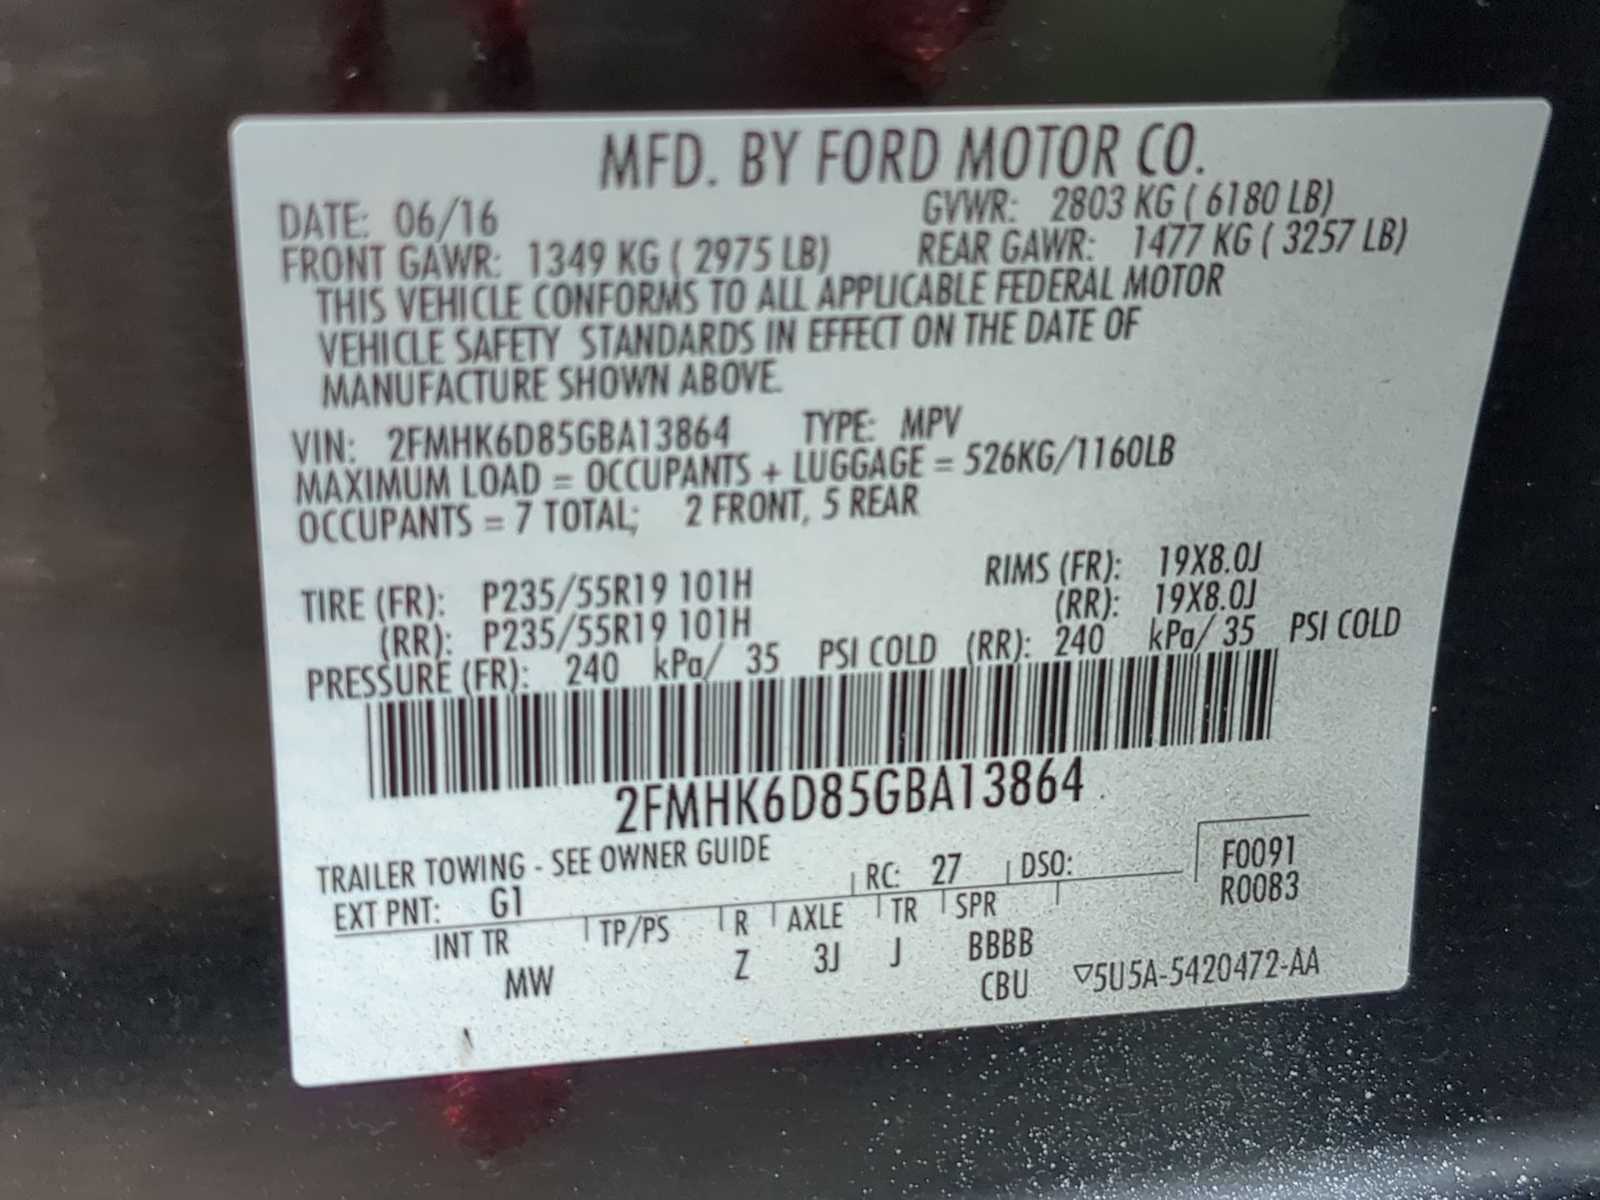 MFD. BY FORD MOTOR CO.
DATE: 06/16 GVWR: 2803 KG ( 6180 LB)
FRONT GAWR: 1349 KG ( 2975 LB) REAR GAWR: 1477 KG ( 3257 LB)
THIS VEHICLE CONFORMS TO ALL APPLICABLE FEDERAL MOTOR
VEHICLE SAFETY STANDARDS IN EFFECT ON THE DATE OF
MANUFACTURE SHOWN ABOVE.
VIN: 2FMHK6D85GBA13864 TYPE: MPV
MAXIMUM LOAD = OCCUPANTS + LUGGAGE = 526KG/1160LB
OCCUPANTS = 7 TOTAL; 2 FRONT, 5 REAR
TIRE (FR): P235/55R19 101H RIMS (FR): 19X8.0J
(RR): P235/55R19 101H (RR): 19X8.0J
PRESSURE (FR): 240 kPa/ 35 PSI COLD (RR): 240 kPa/ 35 PSI COLD
2FMHK6D85GBA13864
TRAILER TOWING - SEE OWNER GUIDE
EXT PNT: G1 RC: 27 DSO: F0091
R0083
INT TR TP/PS R AXLE TR SPR
MW Z 3J J BBBB
CBU ▽5U5A-5420472-AA